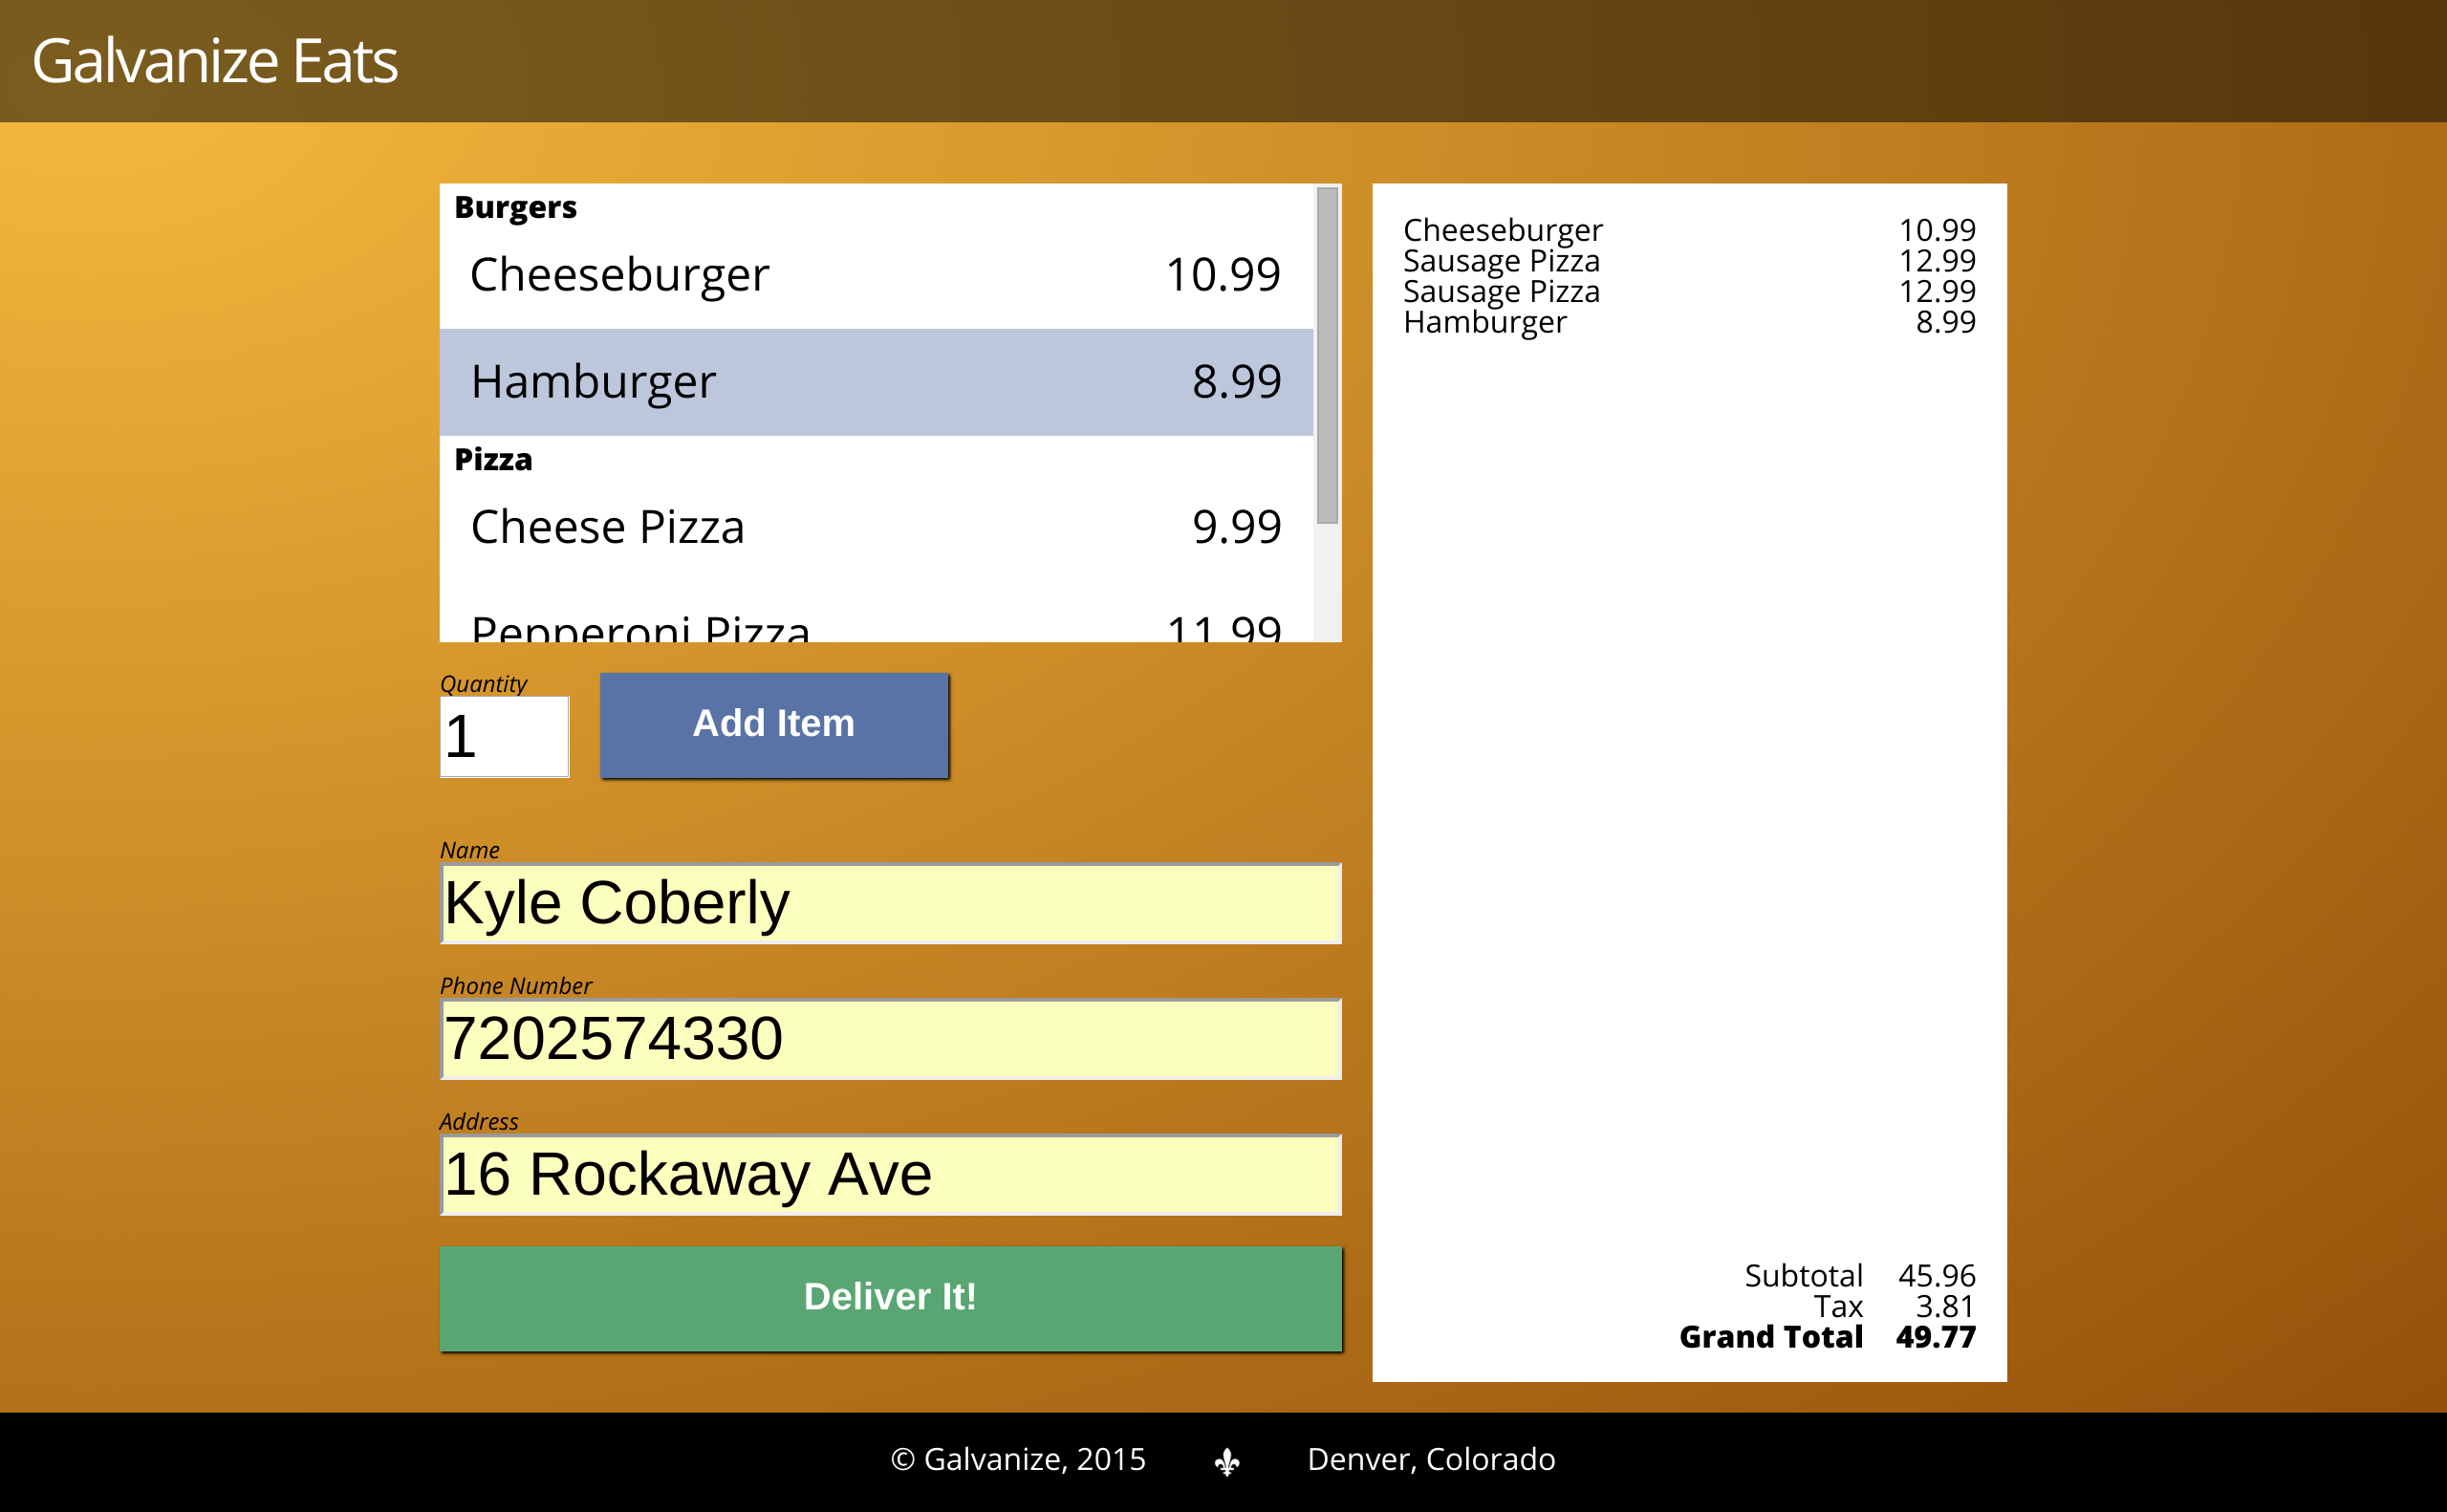 Galvanize Eats
Burgers
Cheeseburger 10.99
Hamburger 8.99
Pizza
Cheese Pizza 9.99
Pepperoni Pizza 11.99
Quantity
1
Add Item
Name
Kyle Coberly
Phone Number
7202574330
Address
16 Rockaway Ave
Deliver It!
Cheeseburger 10.99
Sausage Pizza 12.99
Sausage Pizza 12.99
Hamburger 8.99
Subtotal 45.96
Tax 3.81
Grand Total 49.77
© Galvanize, 2015 ⚜ Denver, Colorado